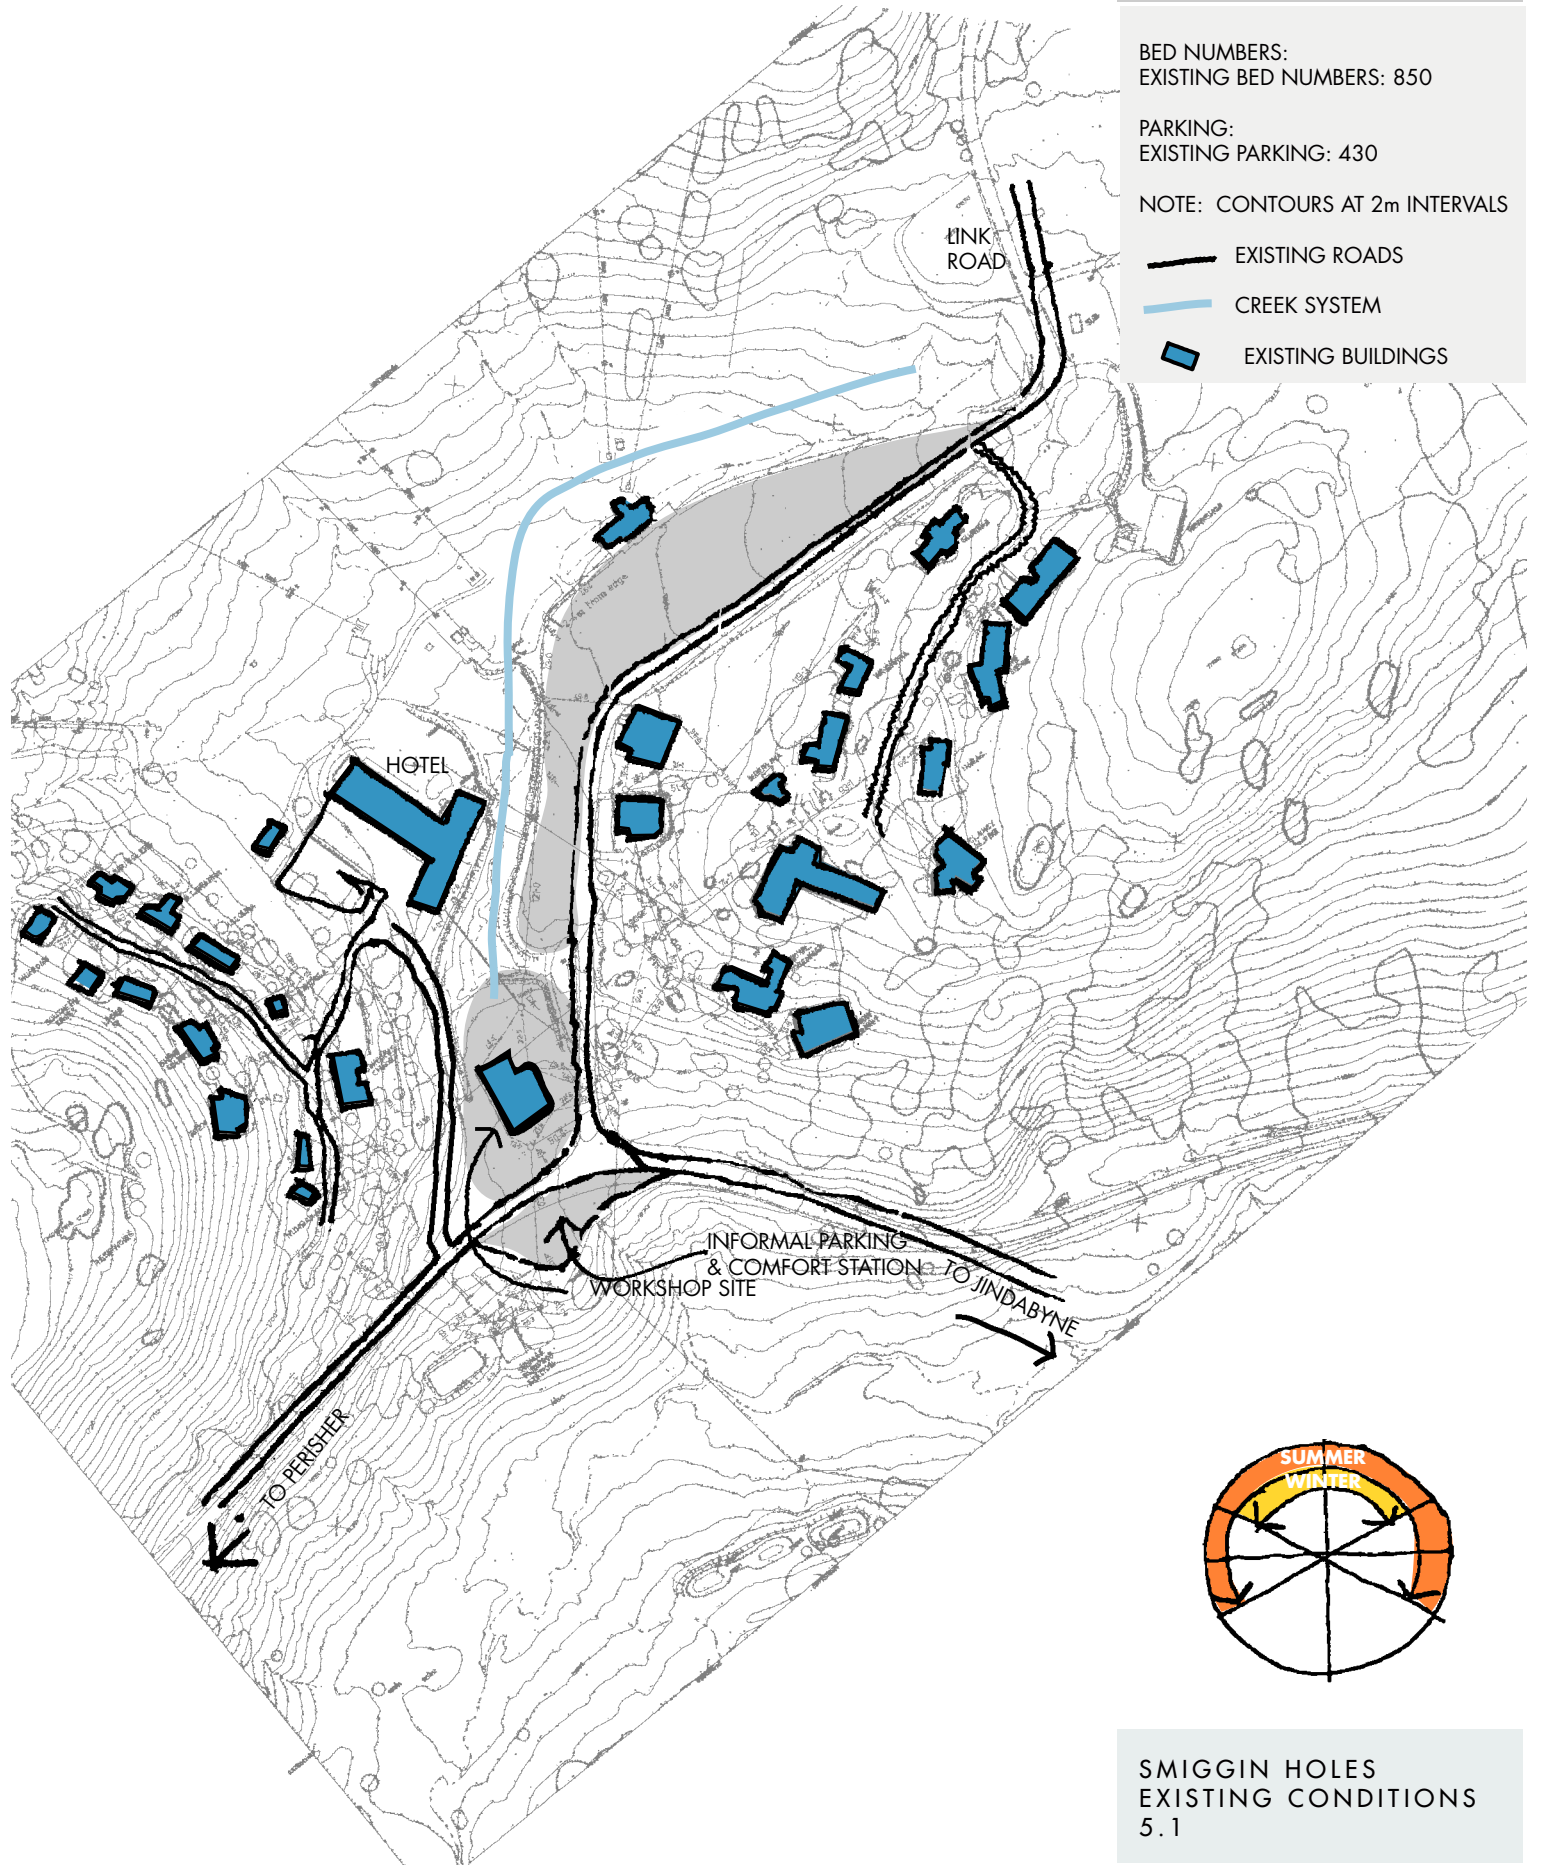 BED NUMBERS:
EXISTING BED NUMBERS: 850
PARKING:
EXISTING PARKING: 430
NOTE: CONTOURS AT 2m INTERVALS
EXISTING ROADS
CREEK SYSTEM
EXISTING BUILDINGS
LINK
ROAD
HOTEL
INFORMAL PARKING
& COMFORT STATION
WORKSHOP SITE
TO JINDABYNE
TO PERISHER
SUMMER
WINTER
SMIGGIN HOLES
EXISTING CONDITIONS
5.1